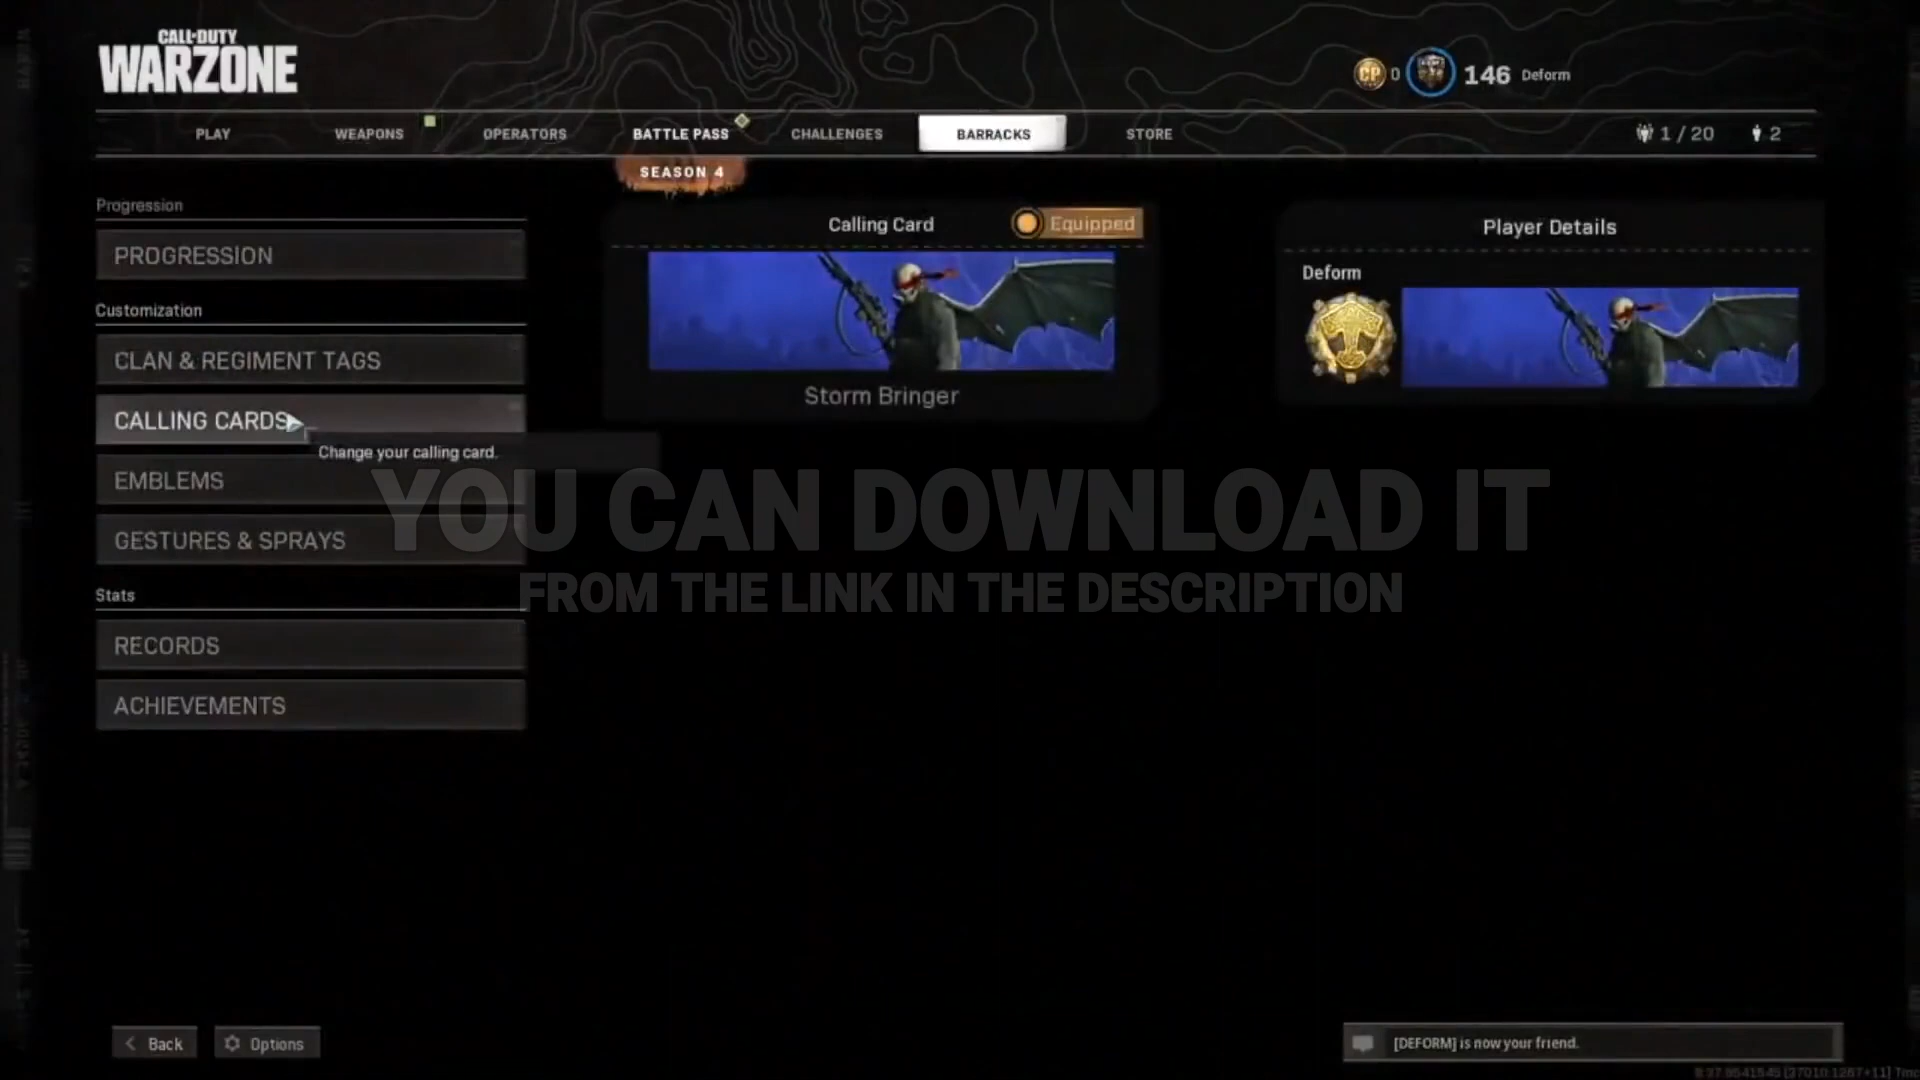 CALL OF DUTY
WARZONE
CP 0 146 Deform
PLAY WEAPONS OPERATORS BATTLE PASS CHALLENGES BARRACKS STORE 1 / 20 2
SEASON 4
Progression
PROGRESSION
Customization
CLAN & REGIMENT TAGS
CALLING CARDS
Change your calling card.
EMBLEMS
GESTURES & SPRAYS
Stats
RECORDS
ACHIEVEMENTS
Calling Card Equipped
Storm Bringer
Player Details
Deform
YOU CAN DOWNLOAD IT
FROM THE LINK IN THE DESCRIPTION
Back Options
[DEFORM] is now your friend.